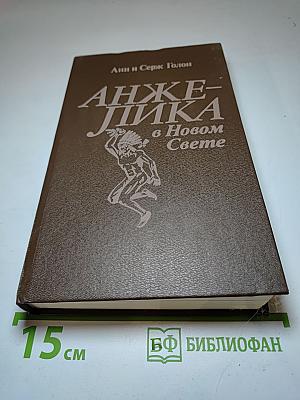 Анн и Серж Голон
АНЖЕ-
ЛИКА
в Новом
Свете
15 см
БФ БИБЛИОФАН